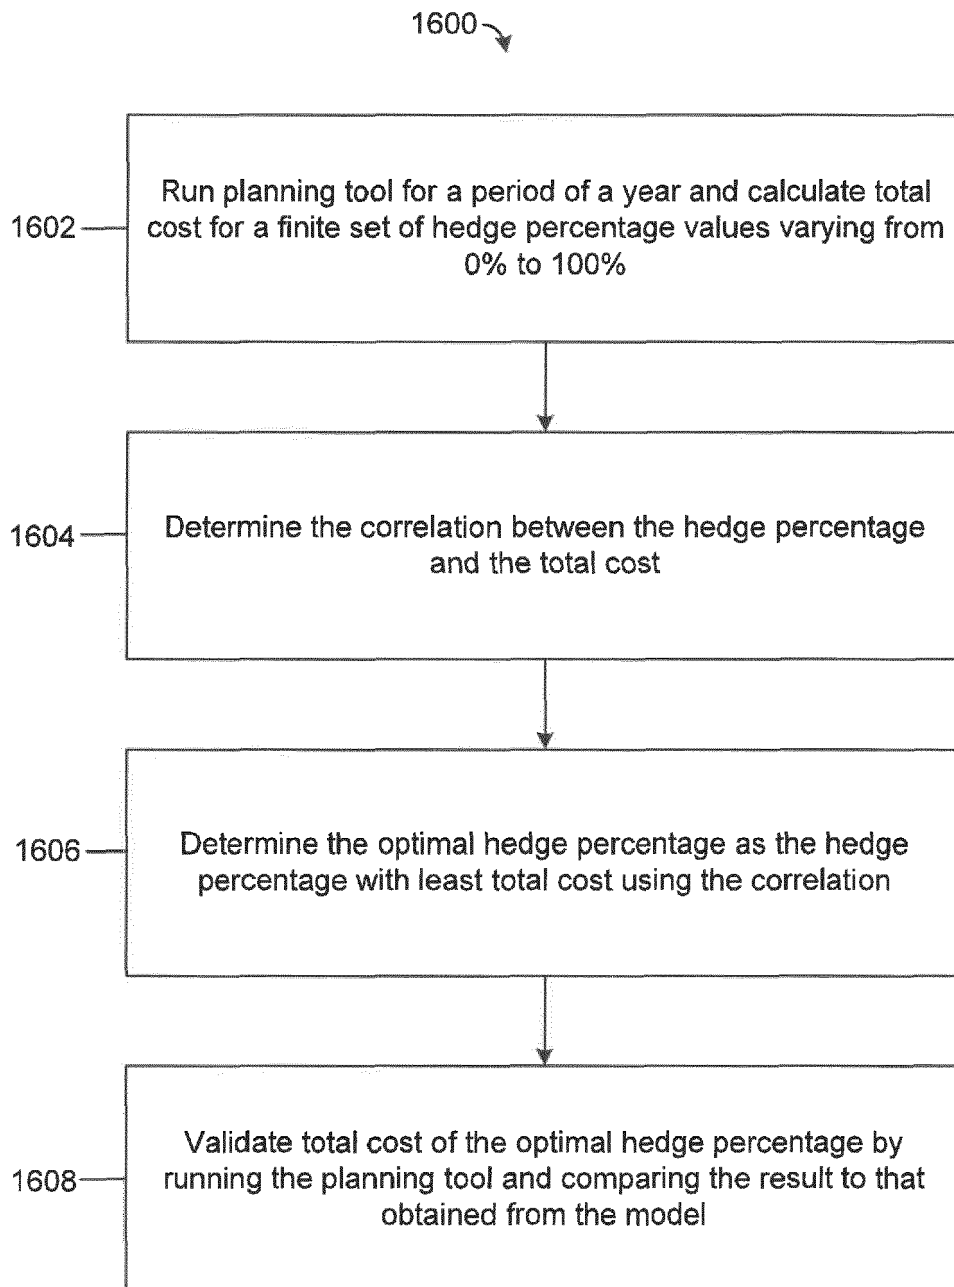 1600
1602
Run planning tool for a period of a year and calculate total
cost for a finite set of hedge percentage values varying from
0% to 100%
1604
Determine the correlation between the hedge percentage
and the total cost
1606
Determine the optimal hedge percentage as the hedge
percentage with least total cost using the correlation
1608
Validate total cost of the optimal hedge percentage by
running the planning tool and comparing the result to that
obtained from the model